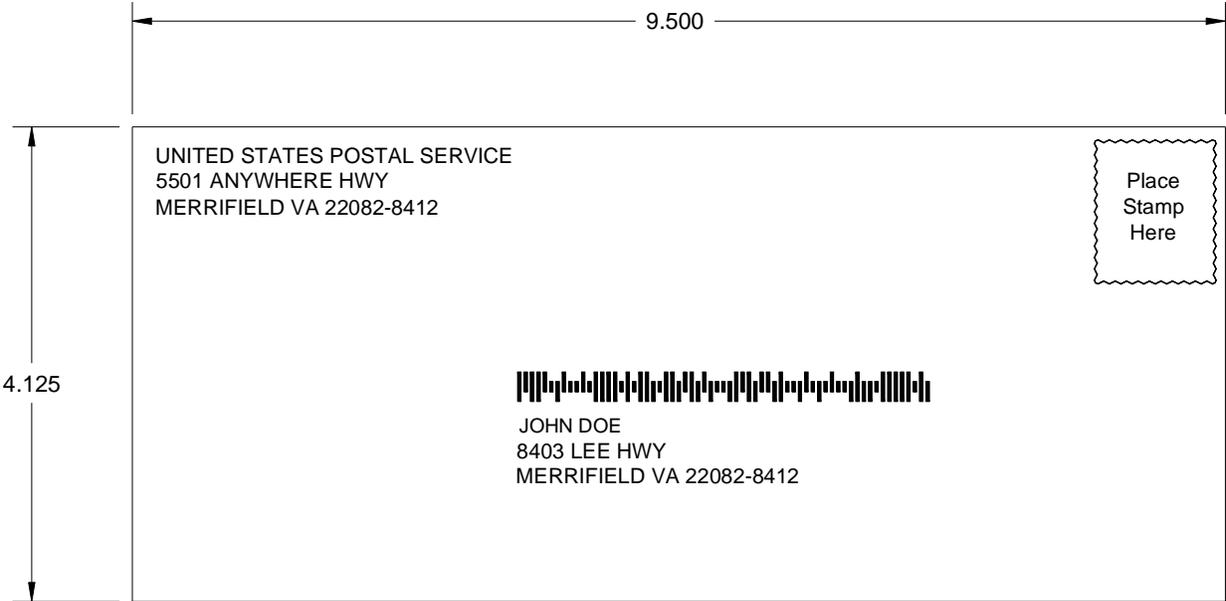 9.500
UNITED STATES POSTAL SERVICE
5501 ANYWHERE HWY
MERRIFIELD VA 22082-8412
Place
Stamp
Here
4.125
JOHN DOE
8403 LEE HWY
MERRIFIELD VA 22082-8412